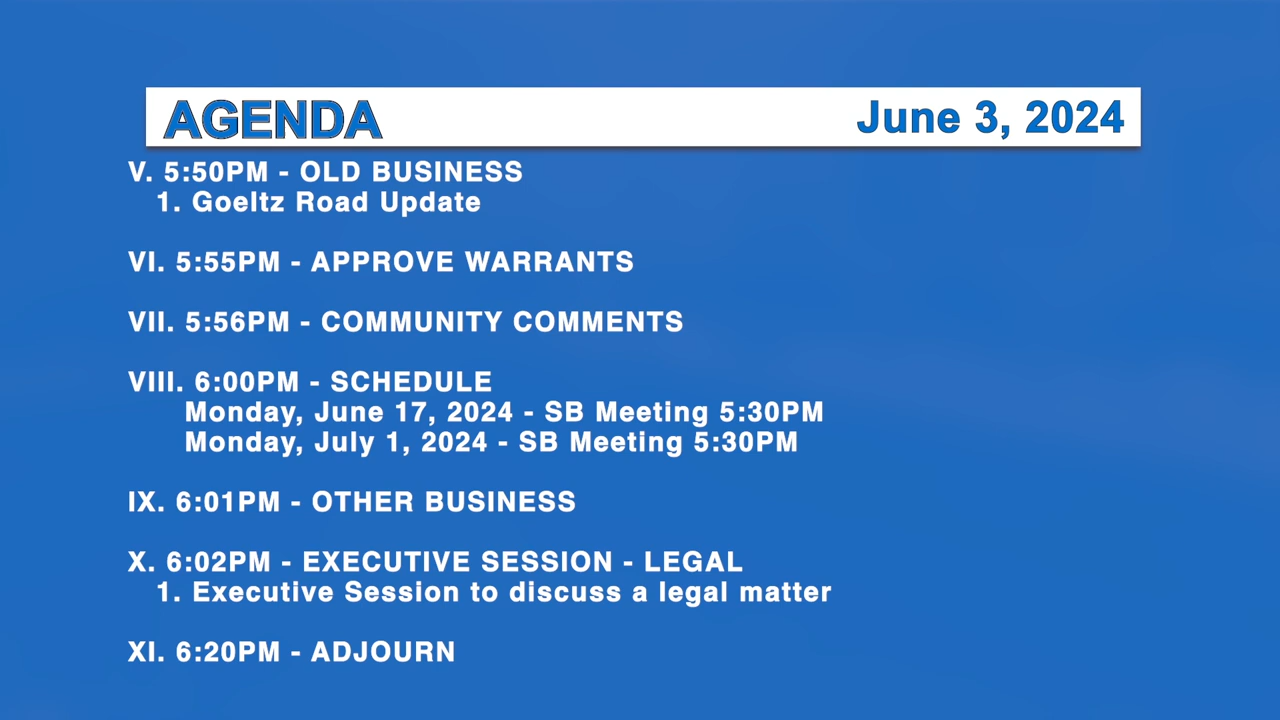 AGENDA June 3, 2024
V. 5:50PM - OLD BUSINESS
1. Goeltz Road Update
VI. 5:55PM - APPROVE WARRANTS
VII. 5:56PM - COMMUNITY COMMENTS
VIII. 6:00PM - SCHEDULE
Monday, June 17, 2024 - SB Meeting 5:30PM
Monday, July 1, 2024 - SB Meeting 5:30PM
IX. 6:01PM - OTHER BUSINESS
X. 6:02PM - EXECUTIVE SESSION - LEGAL
1. Executive Session to discuss a legal matter
XI. 6:20PM - ADJOURN